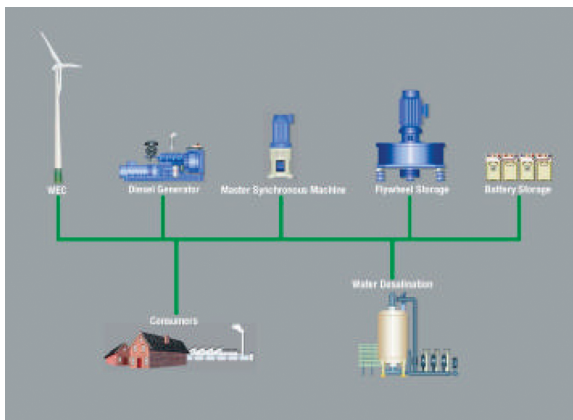 WEC
Diesel Generator
Master Synchronous Machine
Flywheel Storage
Battery Storage
Water Desalination
Consumers